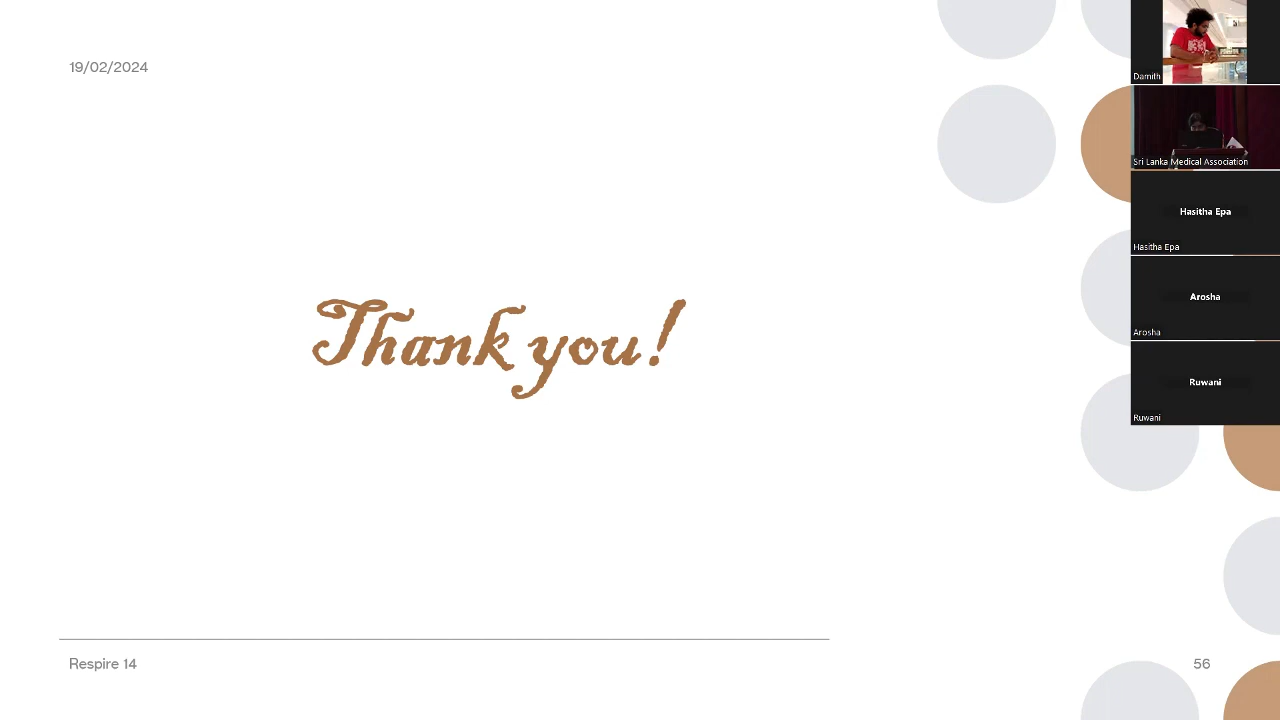 19/02/2024
Thank you!
Respire 14
56
Damith
Sri Lanka Medical Association
Hasitha Epa
Hasitha Epa
Arosha
Arosha
Ruwani
Ruwani